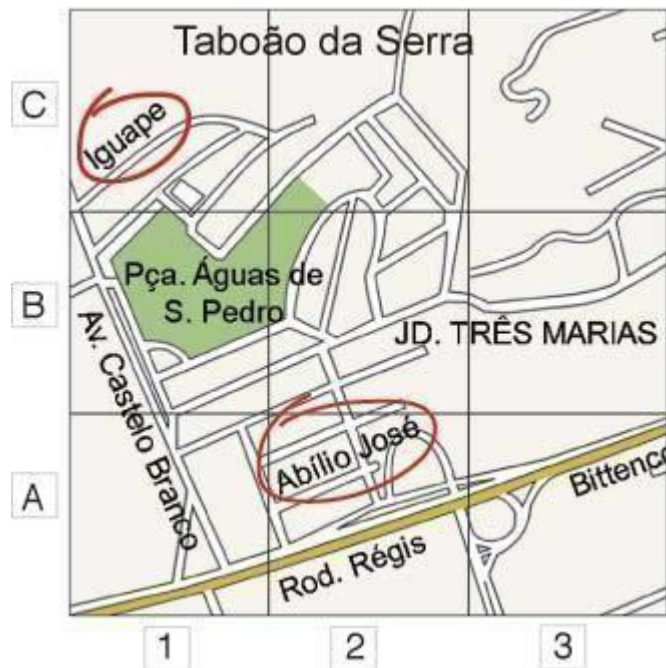 Taboão da Serra
C
Iguape
Pça. Águas de
S. Pedro
B
JD. TRÊS MARIAS
Av. Castelo Branco
Abílio José
A
Bittenco
Rod. Régis
1
2
3